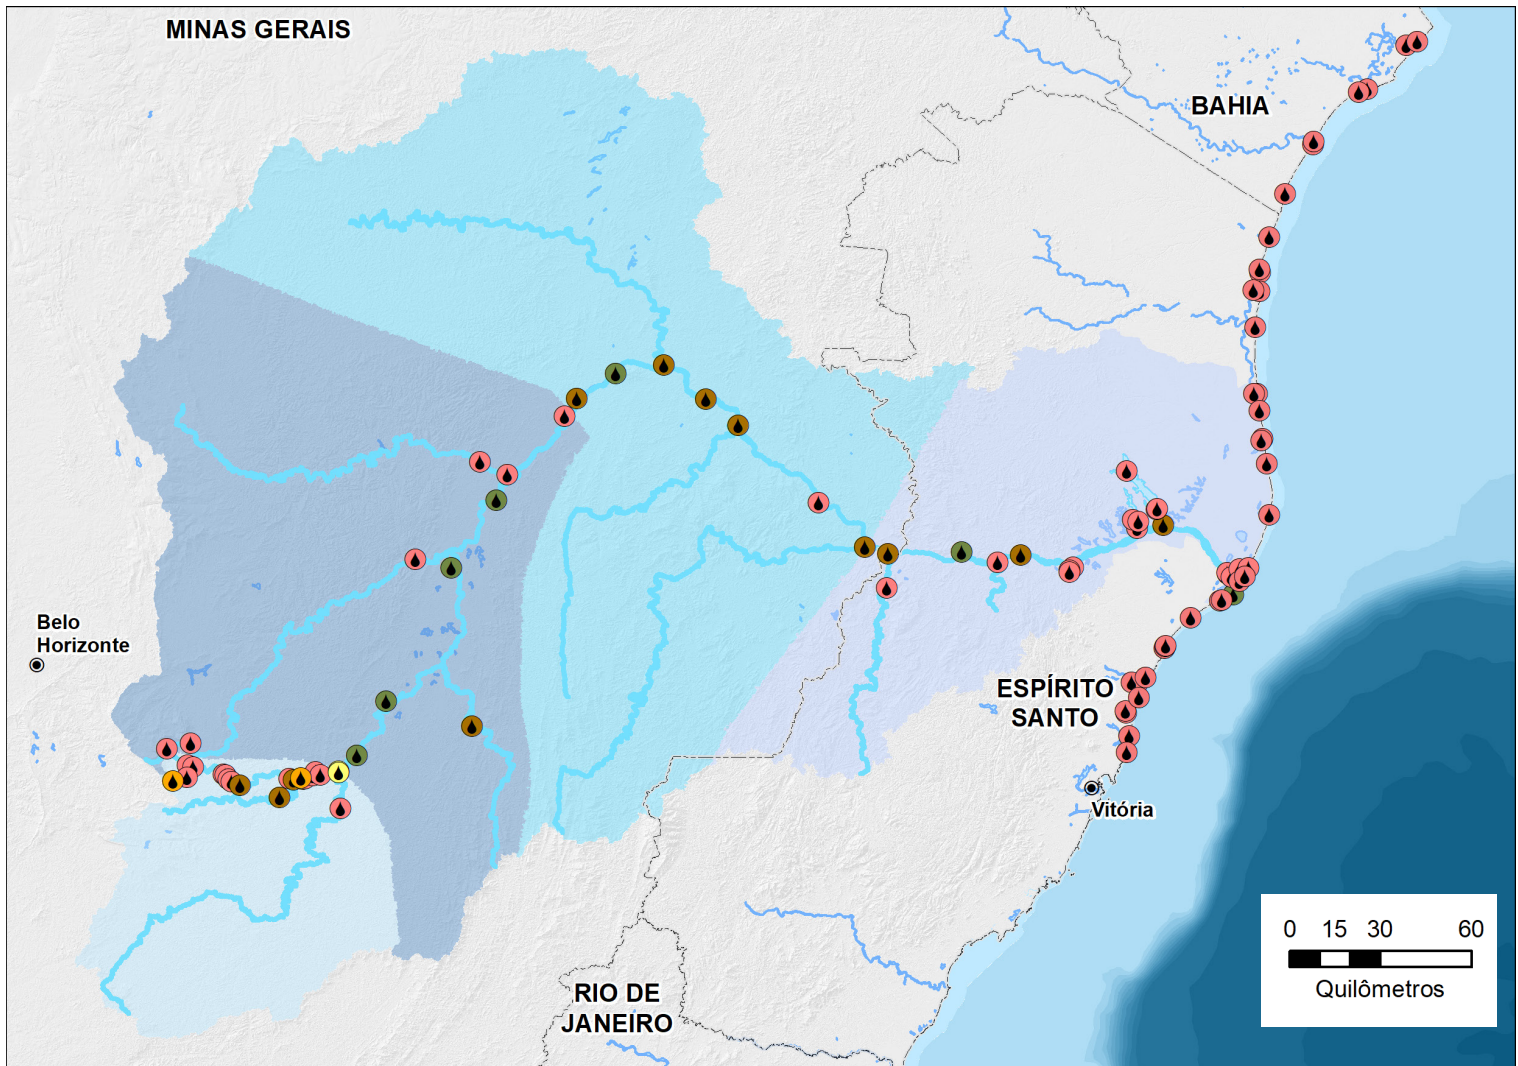 MINAS GERAIS
BAHIA
Belo
Horizonte
ESPÍRITO
SANTO
Vitória
RIO DE
JANEIRO
0 15 30 60
Quilômetros